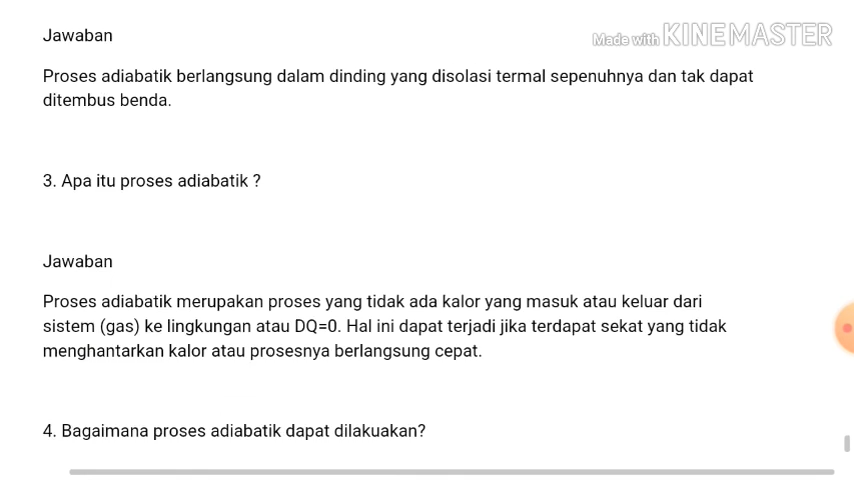 Jawaban
Made with KINEMASTER
Proses adiabatik berlangsung dalam dinding yang disolasi termal sepenuhnya dan tak dapat
ditembus benda.
3. Apa itu proses adiabatik ?
Jawaban
Proses adiabatik merupakan proses yang tidak ada kalor yang masuk atau keluar dari
sistem (gas) ke lingkungan atau DQ=0. Hal ini dapat terjadi jika terdapat sekat yang tidak
menghantarkan kalor atau prosesnya berlangsung cepat.
4. Bagaimana proses adiabatik dapat dilakuakan?